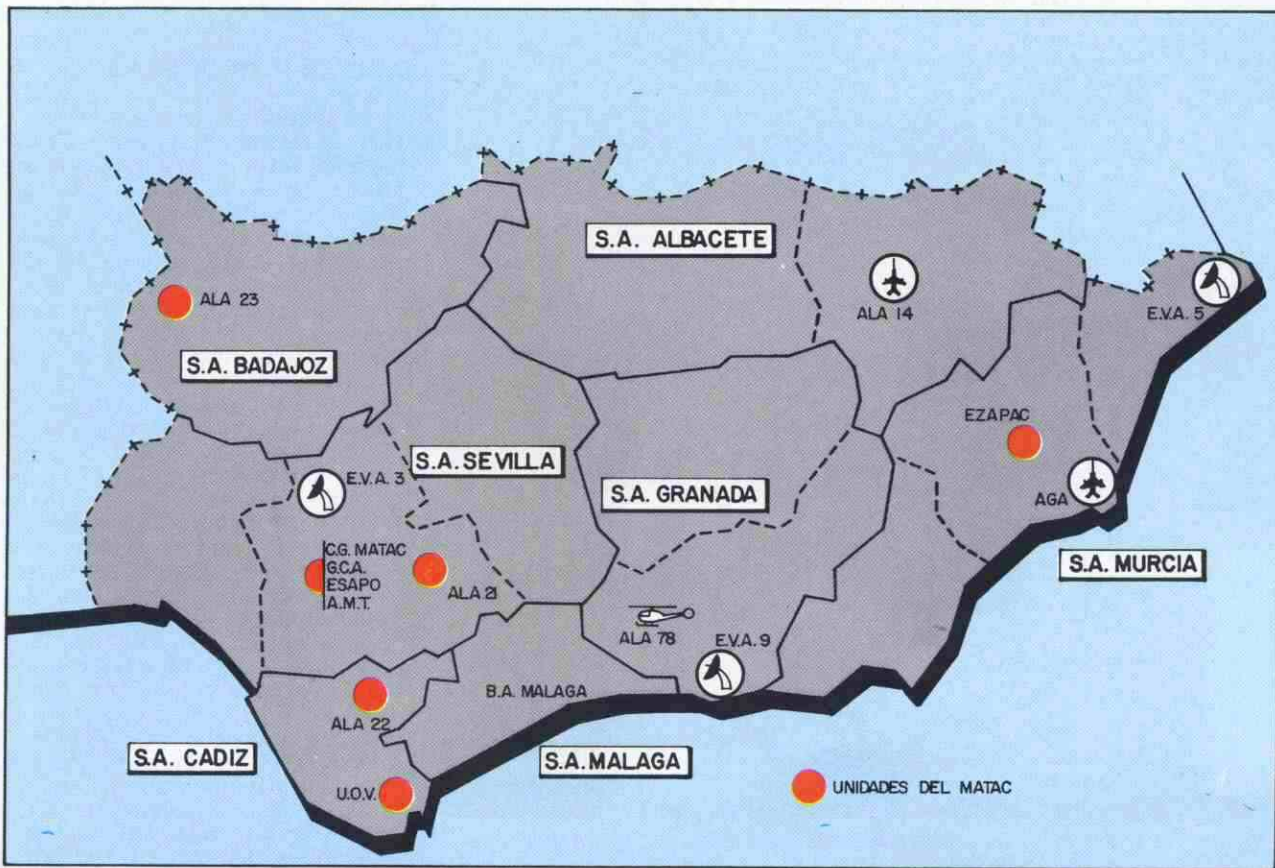 S.A. ALBACETE
ALA 23
ALA 14
E.V.A. 5
S.A. BADAJOZ
EZAPAC
S.A. SEVILLA
E.V.A. 3
S.A. GRANADA
AGA
C.G. MATAC
G.C.A.
ESAPO
A.M.T.
ALA 21
S.A. MURCIA
ALA 78
E.V.A. 9
B.A. MALAGA
ALA 22
S.A. CADIZ
S.A. MALAGA
U.O.V.
UNIDADES DEL MATAC